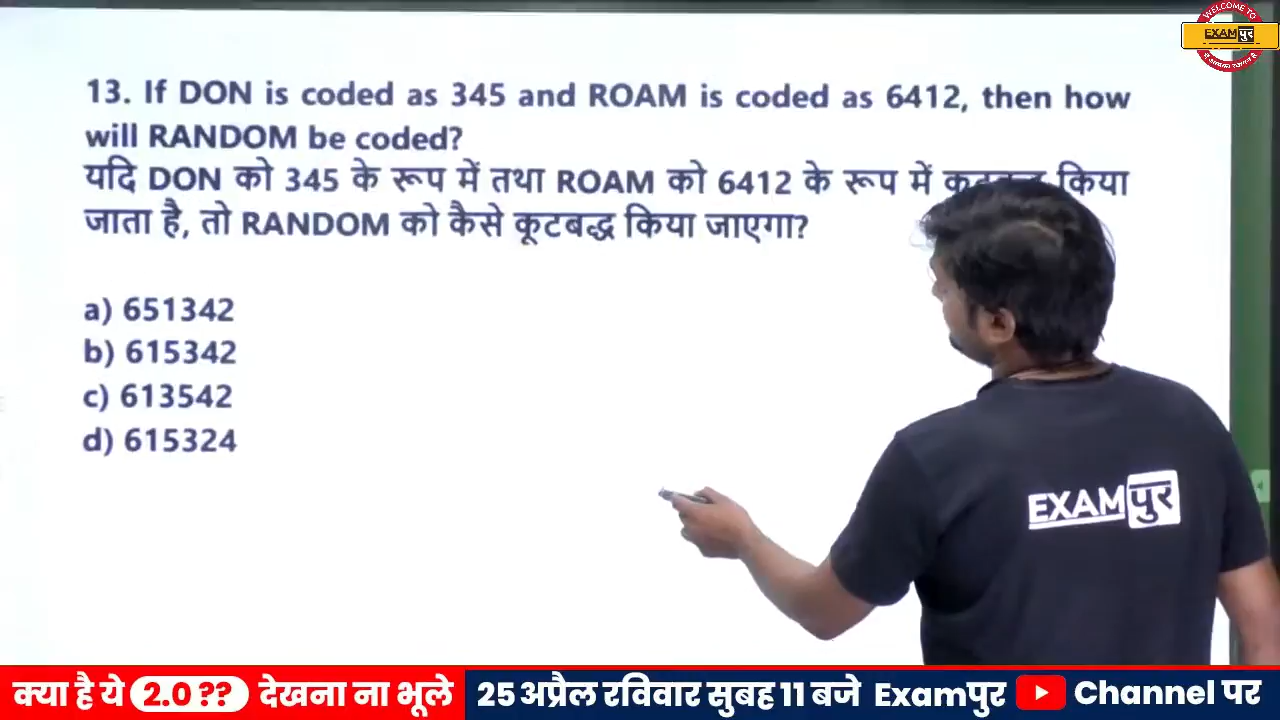 WELCOME TO
EXAMपुर
13. If DON is coded as 345 and ROAM is coded as 6412, then how
will RANDOM be coded?
यदि DON को 345 के रूप में तथा ROAM को 6412 के रूप में किया
जाता है, तो RANDOM को कैसे कूटबद्ध किया जाएगा?
a) 651342
b) 615342
c) 613542
d) 615324
EXAMपुर
क्या है ये 2.0 ?? देखना ना भूले 25 अप्रैल रविवार सुबह 11 बजे Examपुर Channel पर